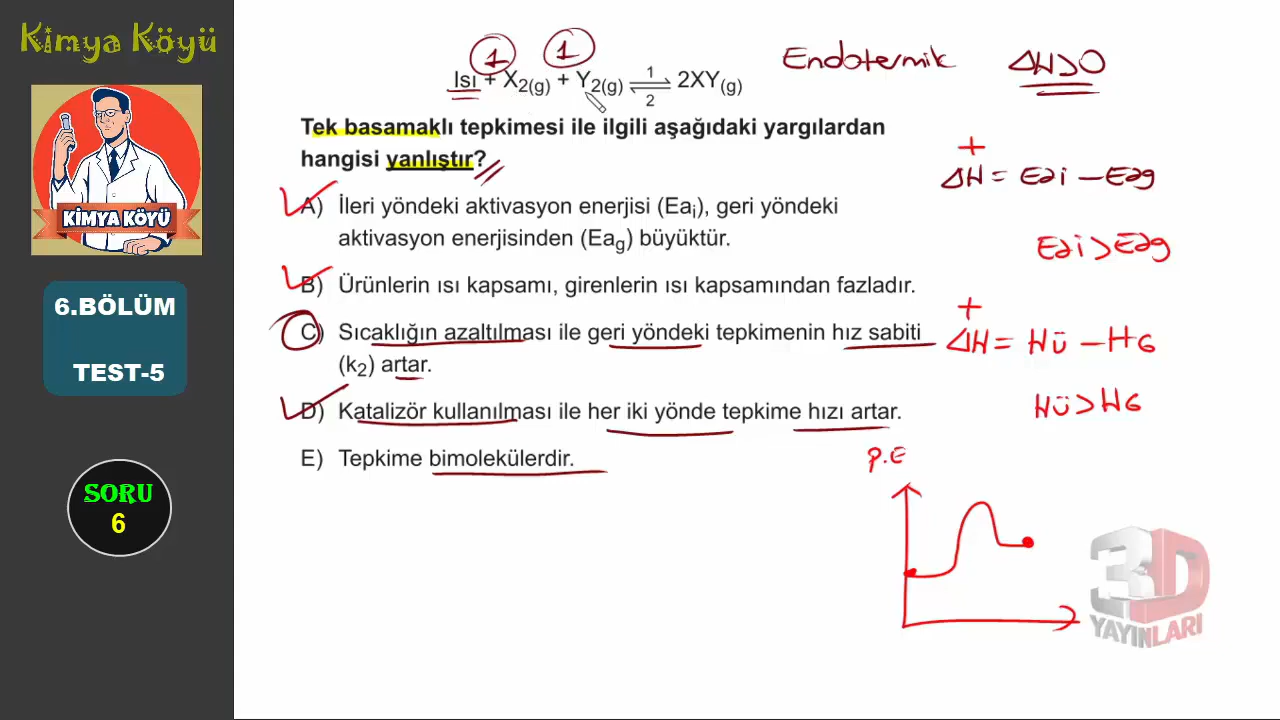 Kimya Köyü
KİMYA KÖYÜ
6.BÖLÜM
TEST-5
SORU
6
1 1
Isı + X2(g) + Y2(g) ⇌ 2XY(g)
1
2
Endotermik ΔH>0
Tek basamaklı tepkimesi ile ilgili aşağıdaki yargılardan
hangisi yanlıştır?
A) İleri yöndeki aktivasyon enerjisi (Eai), geri yöndeki
aktivasyon enerjisinden (Eag) büyüktür.
B) Ürünlerin ısı kapsamı, girenlerin ısı kapsamından fazladır.
C) Sıcaklığın azaltılması ile geri yöndeki tepkimenin hız sabiti
(k2) artar.
D) Katalizör kullanılması ile her iki yönde tepkime hızı artar.
E) Tepkime bimolekülerdir.
+
ΔH = Eai - Eag
Eai > Eag
+
ΔH = Hü - HG
Hü > HG
P.E
3D
YAYINLARI